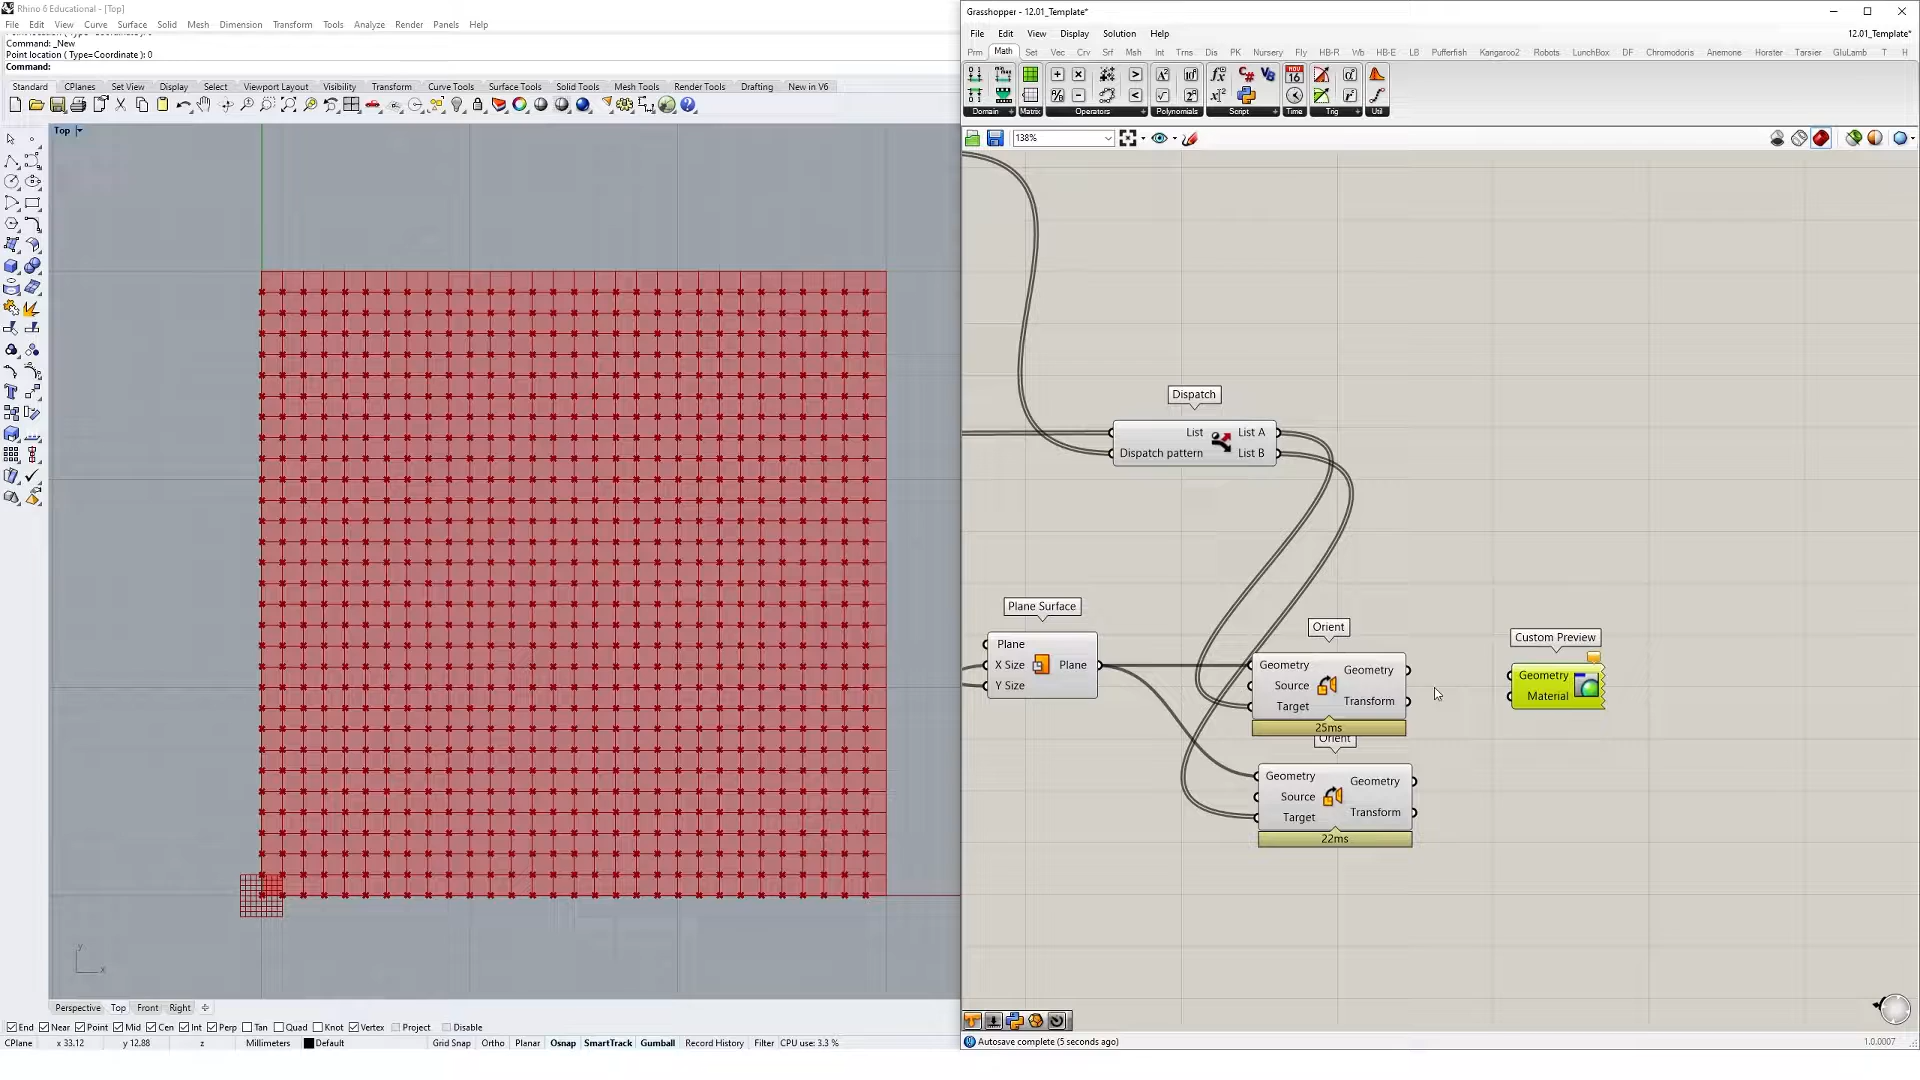 Rhino 6 Educational - [Top]
File Edit View Curve Surface Solid Mesh Dimension Transform Tools Analyze Render Panels Help
Point location ( Type=Coordinate ): 0
Command: _New
Point location ( Type=Coordinate ): 0
Command:
Standard CPlanes Set View Display Select Viewport Layout Visibility Transform Curve Tools Surface Tools Solid Tools Mesh Tools Render Tools Drafting New in V6
Top
y
x
Perspective Top Front Right
End Near Point Mid Cen Int Perp Tan Quad Knot Vertex Project Disable
CPlane x 33.12 y 12.88 z Millimeters Default Grid Snap Ortho Planar Osnap SmartTrack Gumball Record History Filter CPU use: 3.3 %
Grasshopper - 12.01_Template*
File Edit View Display Solution Help
12.01_Template*
Prm Math Set Vec Crv Srf Msh Int Trns Dis PK Nursery Fly HB-R Wb HB-E LB Pufferfish Kangaroo2 Robots LunchBox DF Chromodoris Anemone Horster Tarsier GluLamb T H
Domain Matrix Operators Polynomials Script Time Trig Util
138%
Dispatch
List List A
Dispatch pattern List B
Plane Surface
Plane
X Size Plane
Y Size
Orient
Geometry Geometry
Source
Target Transform
25ms
Orient
Geometry Geometry
Source
Target Transform
22ms
Custom Preview
Geometry
Material
Autosave complete (5 seconds ago)
1.0.0007